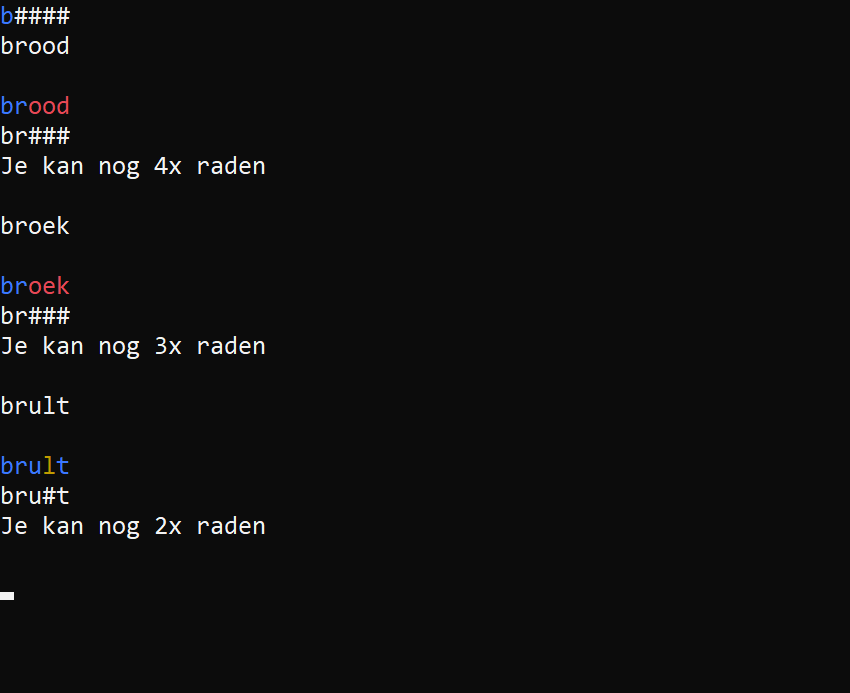 b####
brood
brood
br###
Je kan nog 4x raden
broek
broek
br###
Je kan nog 3x raden
brult
brult
bru#t
Je kan nog 2x raden